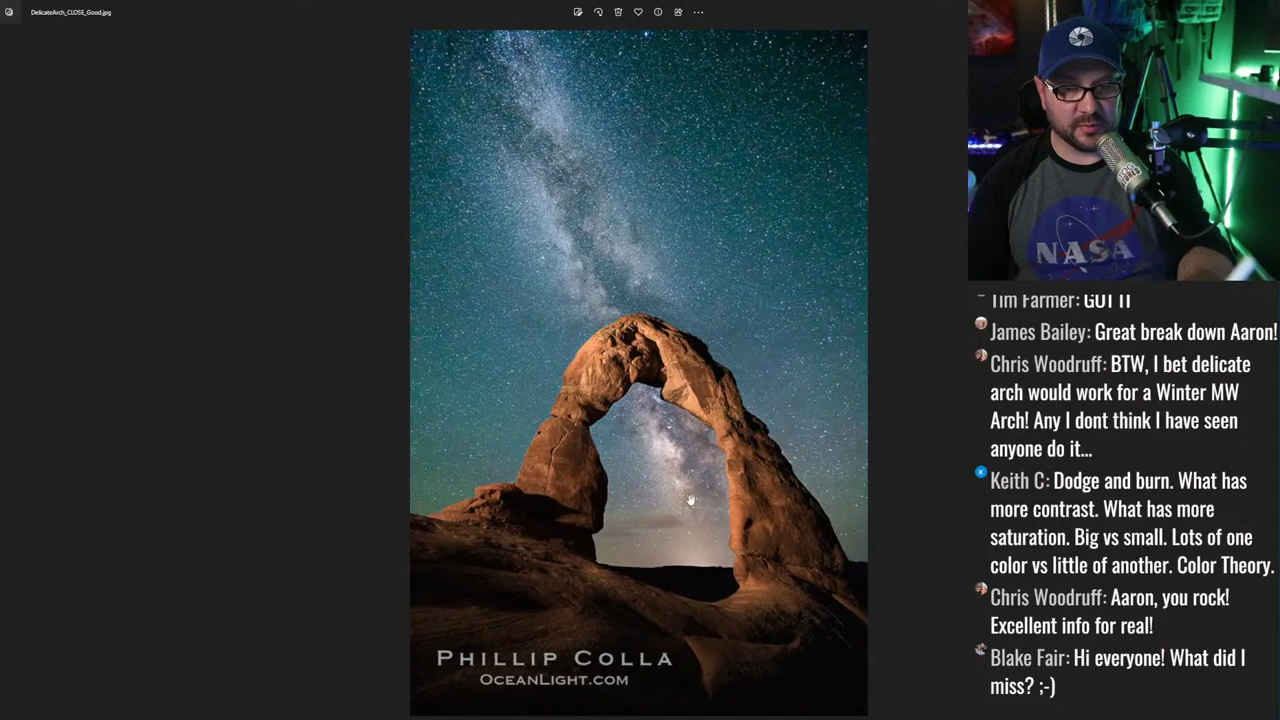 DelicateArch_CLOSE_Good.jpg
NASA
Tim Farmer: GOT IT
James Bailey: Great break down Aaron!
Chris Woodruff: BTW, I bet delicate
arch would work for a Winter MW
Arch! Any I dont think I have seen
anyone do it...
Keith C: Dodge and burn. What has
more contrast. What has more
saturation. Big vs small. Lots of one
color vs little of another. Color Theory.
Chris Woodruff: Aaron, you rock!
Excellent info for real!
Blake Fair: Hi everyone! What did I
miss? ;-)
PHILLIP COLLA
OCEANLIGHT.COM